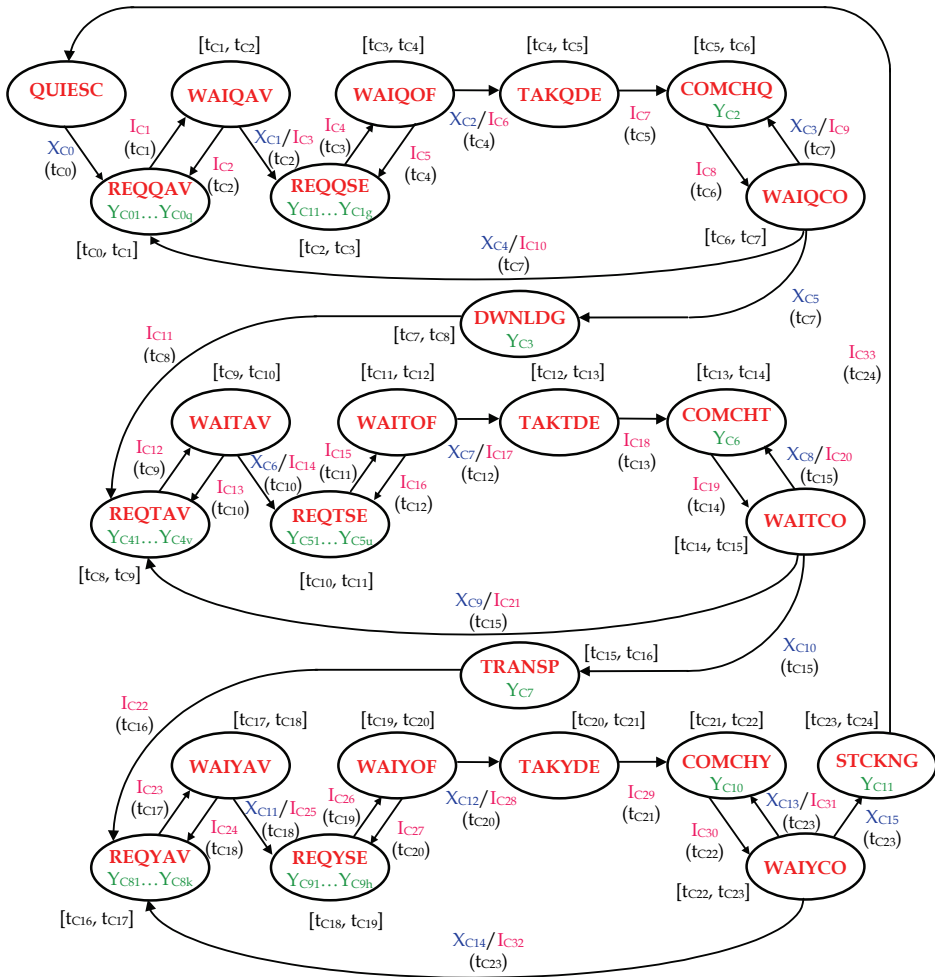 [tC1, tC2]
[tC3, tC4]
[tC4, tC5]
[tC5, tC6]
QUIESC
WAIQAV
WAIQOF
TAKQDE
COMCHQ
YC2
XC0
(tC0)
IC1
(tC1)
IC2
(tC2)
XC1/IC3
(tC2)
IC4
(tC3)
IC5
(tC4)
XC2/IC6
(tC4)
IC7
(tC5)
IC8
(tC6)
XC3/IC9
(tC7)
REQQAV
YC01…YC0q
REQQSE
YC11…YC1g
WAIQCO
[tC0, tC1]
[tC2, tC3]
[tC6, tC7]
XC4/IC10
(tC7)
XC5
(tC7)
DWNLDG
YC3
[tC7, tC8]
IC11
(tC8)
IC33
(tC24)
[tC9, tC10]
[tC11, tC12]
[tC12, tC13]
[tC13, tC14]
WAITAV
WAITOF
TAKTDE
COMCHT
YC6
IC12
(tC9)
IC13
(tC10)
XC6/IC14
(tC10)
IC15
(tC11)
IC16
(tC12)
XC7/IC17
(tC12)
IC18
(tC13)
IC19
(tC14)
XC8/IC20
(tC15)
REQTAV
YC41…YC4v
REQTSE
YC51…YC5u
WAITCO
[tC8, tC9]
[tC10, tC11]
[tC14, tC15]
XC9/IC21
(tC15)
XC10
(tC15)
TRANSP
YC7
[tC15, tC16]
IC22
(tC16)
[tC17, tC18]
[tC19, tC20]
[tC20, tC21]
[tC21, tC22]
[tC23, tC24]
WAIYAV
WAIYOF
TAKYDE
COMCHY
YC10
STCKNG
YC11
IC23
(tC17)
IC24
(tC18)
XC11/IC25
(tC18)
IC26
(tC19)
IC27
(tC20)
XC12/IC28
(tC20)
IC29
(tC21)
IC30
(tC22)
XC13/IC31
(tC23)
XC15
(tC23)
REQYAV
YC81…YC8k
REQYSE
YC91…YC9h
WAIYCO
[tC16, tC17]
[tC18, tC19]
[tC22, tC23]
XC14/IC32
(tC23)